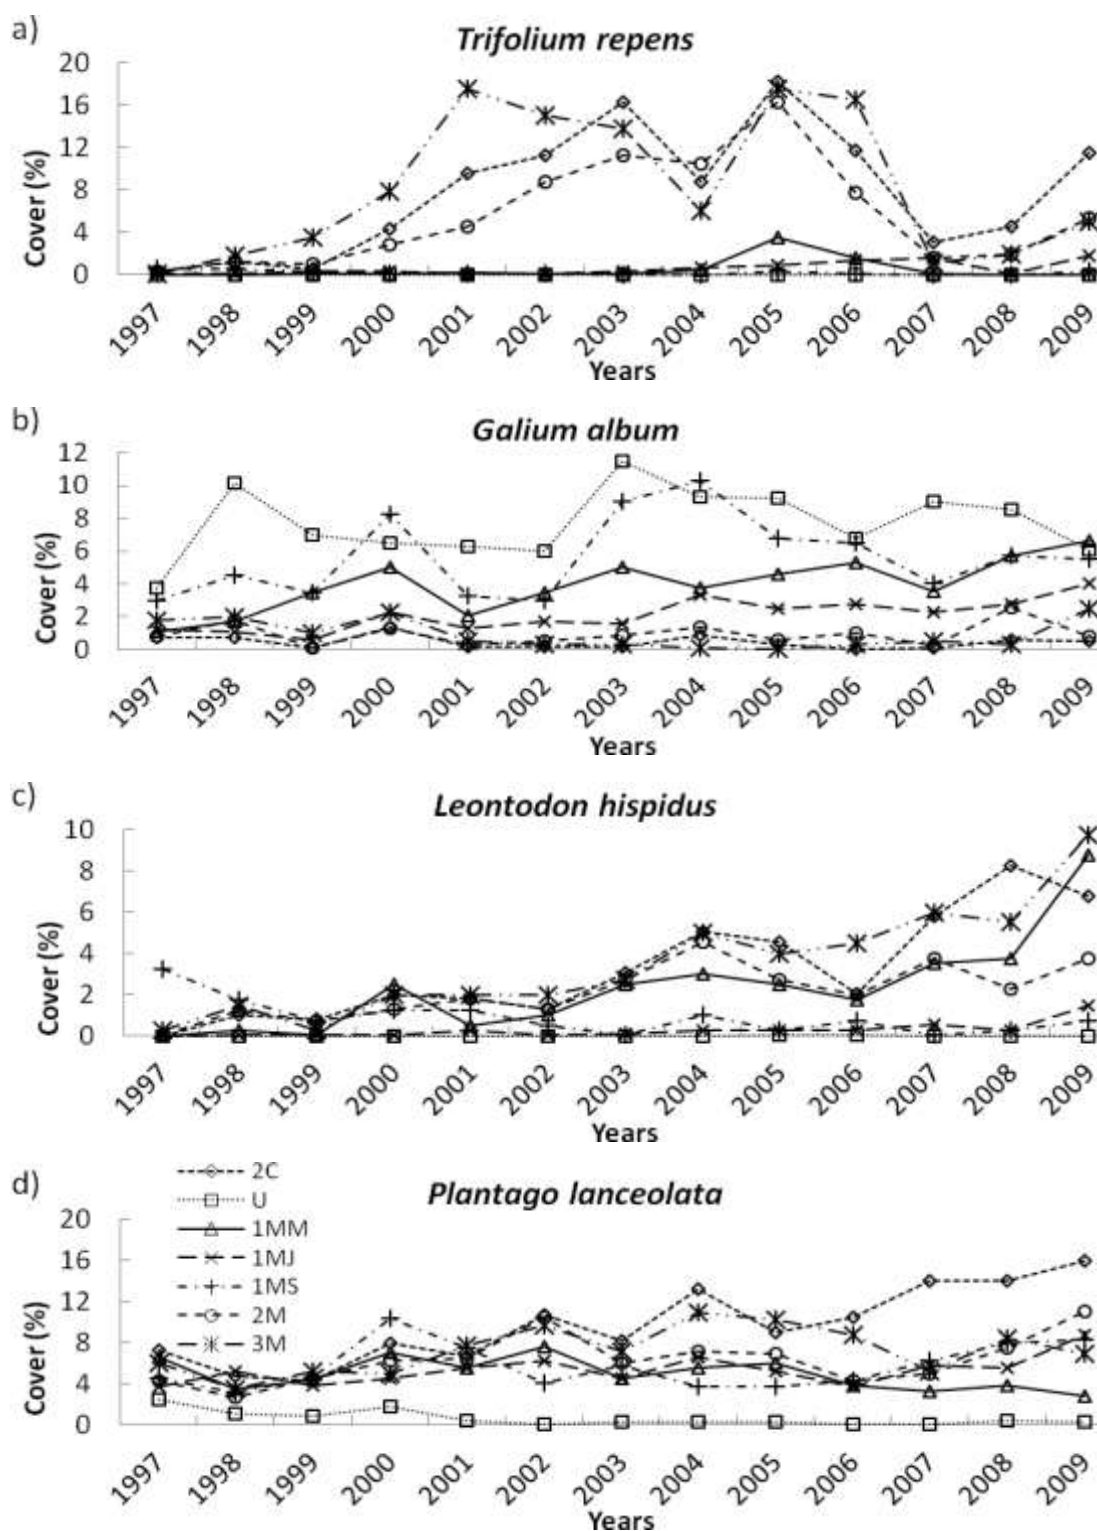 a)
Trifolium repens
Cover (%)
20
16
12
8
4
0
1997 1998 1999 2000 2001 2002 2003 2004 2005 2006 2007 2008 2009
Years
b)
Galium album
Cover (%)
12
10
8
6
4
2
0
1997 1998 1999 2000 2001 2002 2003 2004 2005 2006 2007 2008 2009
Years
c)
Leontodon hispidus
Cover (%)
10
8
6
4
2
0
1997 1998 1999 2000 2001 2002 2003 2004 2005 2006 2007 2008 2009
Years
d)
Plantago lanceolata
2C
U
1MM
1MJ
1MS
2M
3M
Cover (%)
20
16
12
8
4
0
1997 1998 1999 2000 2001 2002 2003 2004 2005 2006 2007 2008 2009
Years